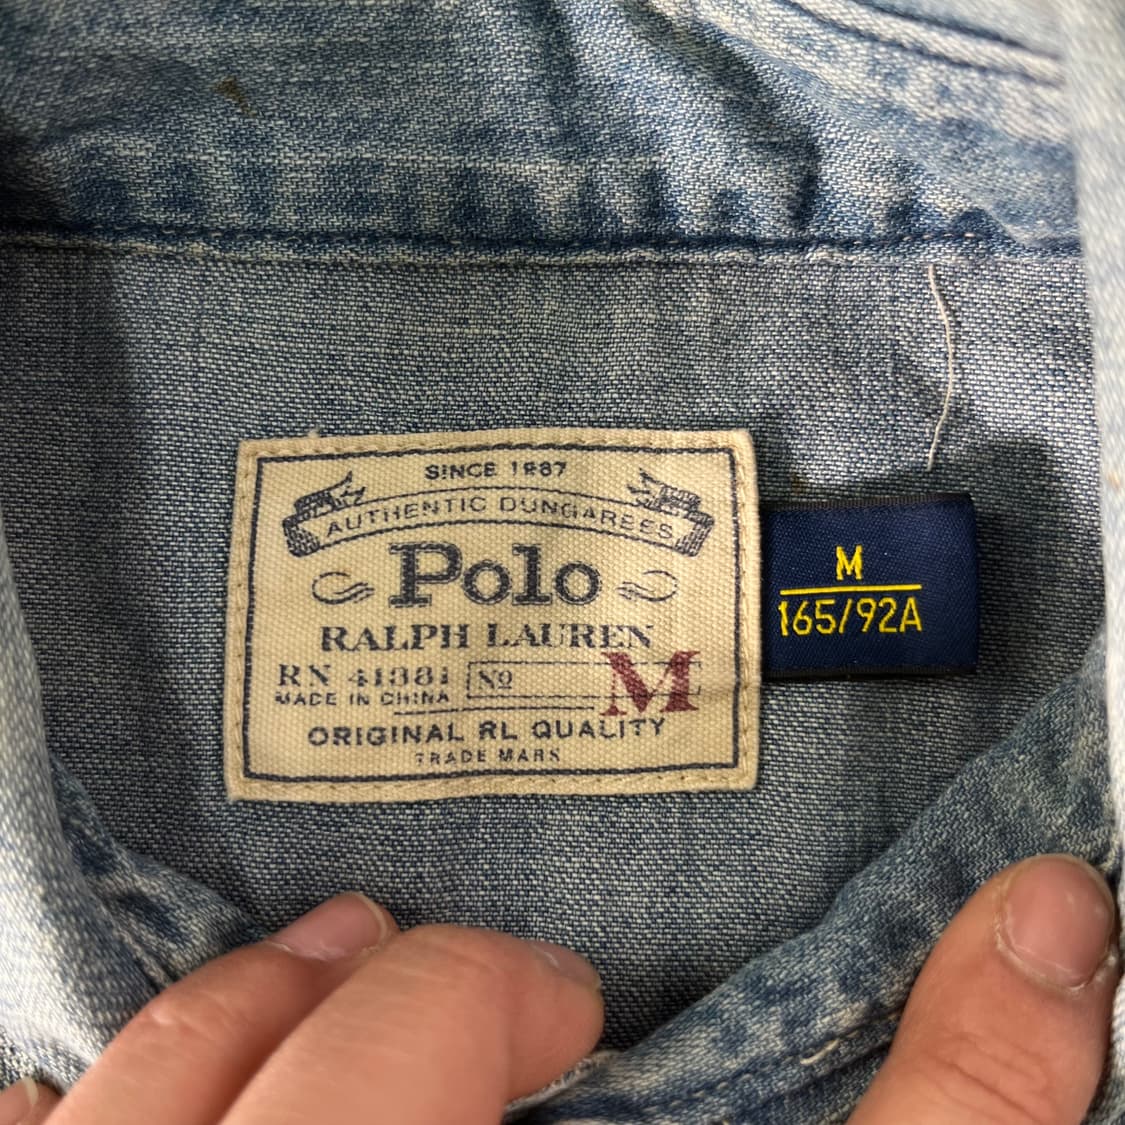 SINCE 1987
AUTHENTIC DUNGAREES
Polo
RALPH LAUREN
RN 41381 No
M
MADE IN CHINA
ORIGINAL RL QUALITY
TRADE MARK
M
165/92A